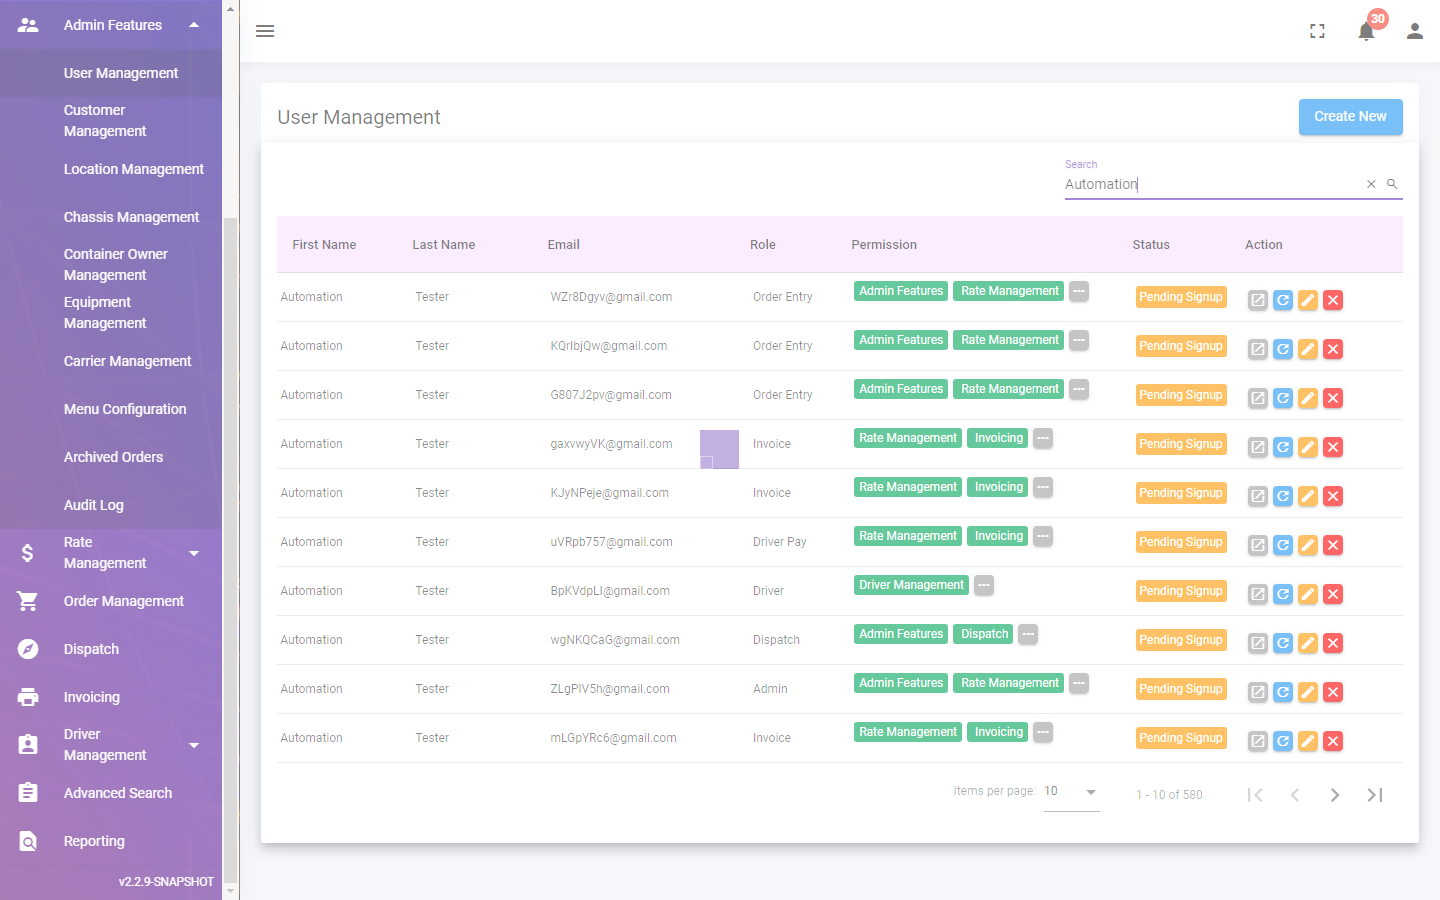 Admin Features
User Management
Customer
Management
Location Management
Chassis Management
Container Owner
Management
Equipment
Management
Carrier Management
Menu Configuration
Archived Orders
Audit Log
Rate
Management
Order Management
Dispatch
Invoicing
Driver
Management
Advanced Search
Reporting
v2.2.9-SNAPSHOT
30
User Management
Create New
Search
Automation
First Name Last Name Email Role Permission Status Action
Automation Tester WZr8Dgyv@gmail.com Order Entry Admin Features Rate Management --- Pending Signup
Automation Tester KQrlbjQw@gmail.com Order Entry Admin Features Rate Management --- Pending Signup
Automation Tester G807J2pv@gmail.com Order Entry Admin Features Rate Management --- Pending Signup
Automation Tester gaxvwyVK@gmail.com Invoice Rate Management Invoicing --- Pending Signup
Automation Tester KJyNPeje@gmail.com Invoice Rate Management Invoicing --- Pending Signup
Automation Tester uVRpb757@gmail.com Driver Pay Rate Management Invoicing --- Pending Signup
Automation Tester BpKVdpLl@gmail.com Driver Driver Management --- Pending Signup
Automation Tester wgNKQCaG@gmail.com Dispatch Admin Features Dispatch --- Pending Signup
Automation Tester ZLgPlV5h@gmail.com Admin Admin Features Rate Management --- Pending Signup
Automation Tester mLGpYRc6@gmail.com Invoice Rate Management Invoicing --- Pending Signup
Items per page: 10 1 - 10 of 580